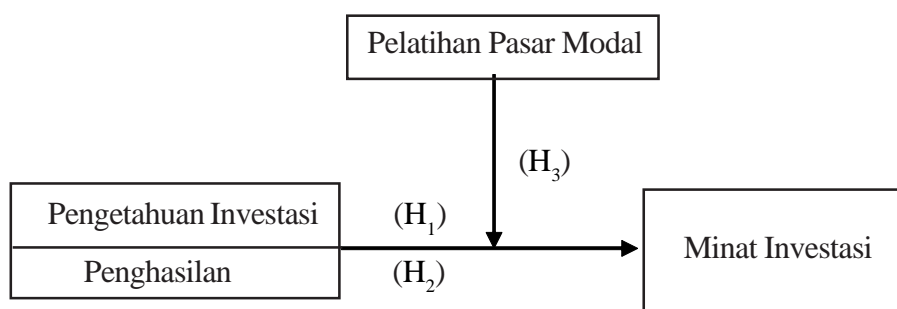 Pelatihan Pasar Modal
(H₃)
Pengetahuan Investasi
(H₁)
Minat Investasi
Penghasilan
(H₂)